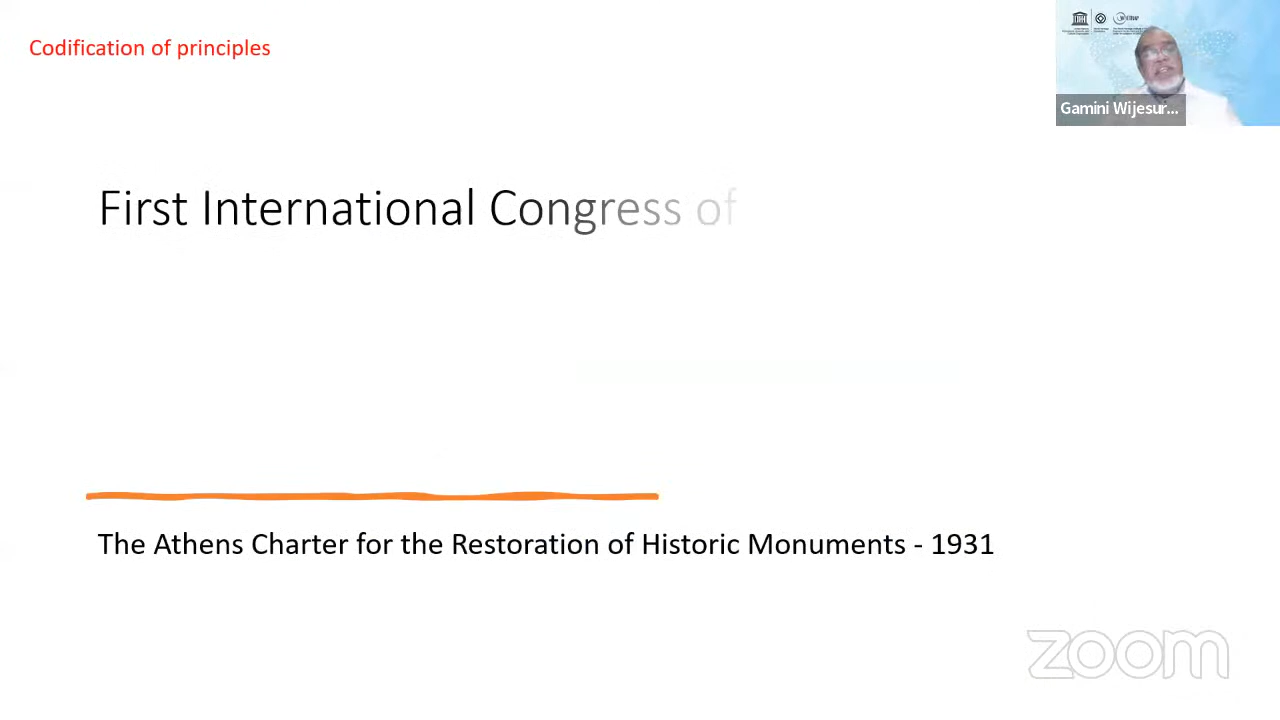 Codification of principles
Gamini Wijesur...
First International Congress of
The Athens Charter for the Restoration of Historic Monuments - 1931
zoom